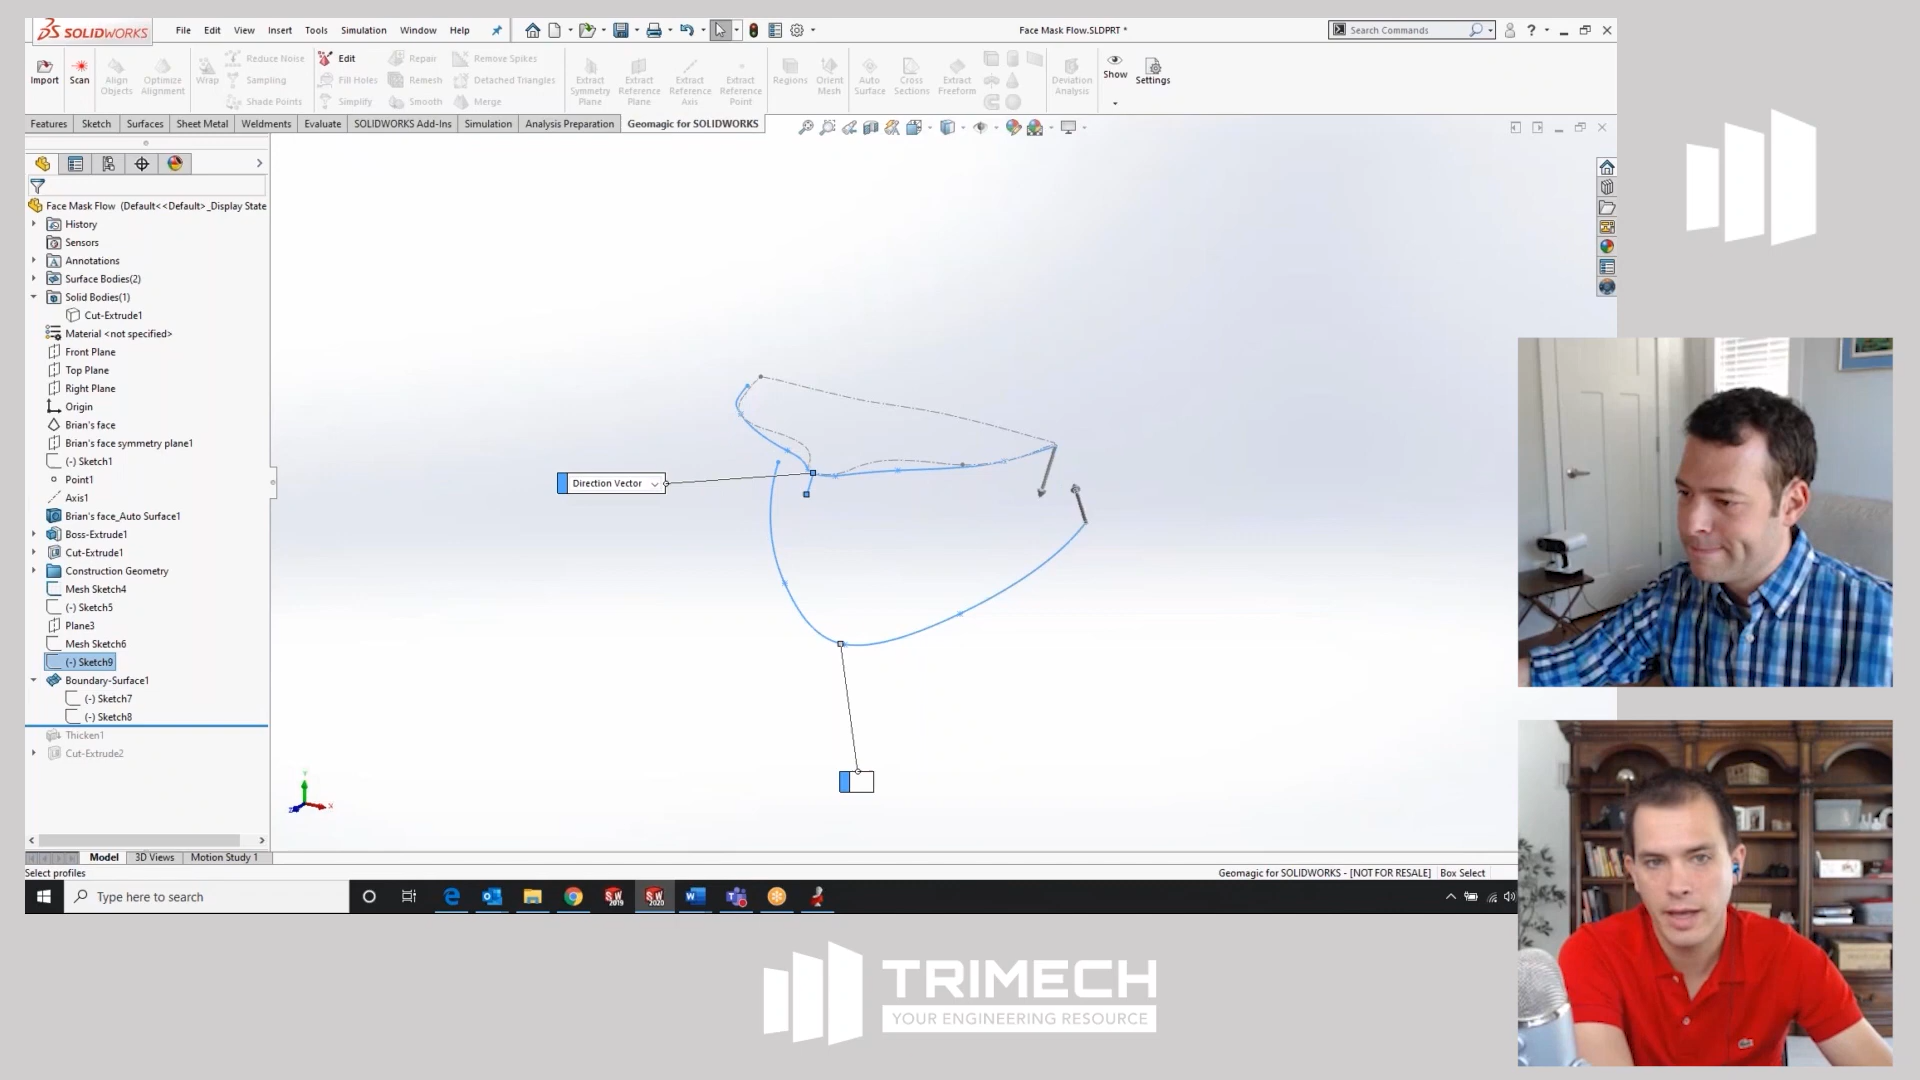 SOLIDWORKS
File Edit View Insert Tools Simulation Window Help
Face Mask Flow.SLDPRT *
Search Commands
?
Import
Scan
Align Objects
Optimize Alignment
Wrap
Reduce Noise
Sampling
Shade Points
Edit
Fill Holes
Simplify
Repair
Remesh
Smooth
Remove Spikes
Detached Triangles
Merge
Extract Symmetry Plane
Extract Reference Plane
Extract Reference Axis
Extract Reference Point
Regions
Orient Mesh
Auto Surface
Cross Sections
Extract Freeform
Deviation Analysis
Show
Settings
Features Sketch Surfaces Sheet Metal Weldments Evaluate SOLIDWORKS Add-Ins Simulation Analysis Preparation Geomagic for SOLIDWORKS
Face Mask Flow (Default<<Default>_Display State
History
Sensors
Annotations
Surface Bodies(2)
Solid Bodies(1)
Cut-Extrude1
Material <not specified>
Front Plane
Top Plane
Right Plane
Origin
Brian's face
Brian's face symmetry plane1
(-) Sketch1
Point1
Axis1
Brian's face_Auto Surface1
Boss-Extrude1
Cut-Extrude1
Construction Geometry
Mesh Sketch4
(-) Sketch5
Plane3
Mesh Sketch6
(-) Sketch9
Boundary-Surface1
(-) Sketch7
(-) Sketch8
Thicken1
Cut-Extrude2
Direction Vector
Y
X
Z
Model 3D Views Motion Study 1
Select profiles
Geomagic for SOLIDWORKS - [NOT FOR RESALE] Box Select
Type here to search
SW 2019
SW 2020
TRIMECH
YOUR ENGINEERING RESOURCE